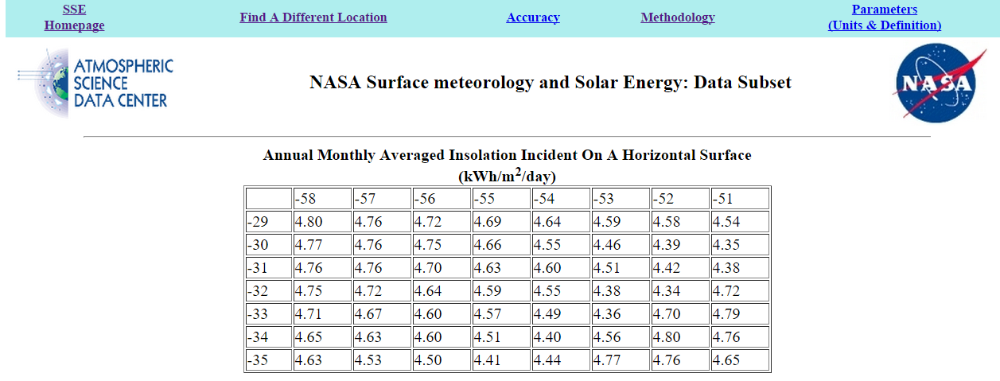 SSE
Homepage
Find A Different Location
Accuracy
Methodology
Parameters
(Units & Definition)
ATMOSPHERIC
SCIENCE
DATA CENTER
NASA Surface meteorology and Solar Energy: Data Subset
NASA
Annual Monthly Averaged Insolation Incident On A Horizontal Surface
(kWh/m²/day)
-58 -57 -56 -55 -54 -53 -52 -51
-29 4.80 4.76 4.72 4.69 4.64 4.59 4.58 4.54
-30 4.77 4.76 4.75 4.66 4.55 4.46 4.39 4.35
-31 4.76 4.76 4.70 4.63 4.60 4.51 4.42 4.38
-32 4.75 4.72 4.64 4.59 4.55 4.38 4.34 4.72
-33 4.71 4.67 4.60 4.57 4.49 4.36 4.70 4.79
-34 4.65 4.63 4.60 4.51 4.40 4.56 4.80 4.76
-35 4.63 4.53 4.50 4.41 4.44 4.77 4.76 4.65